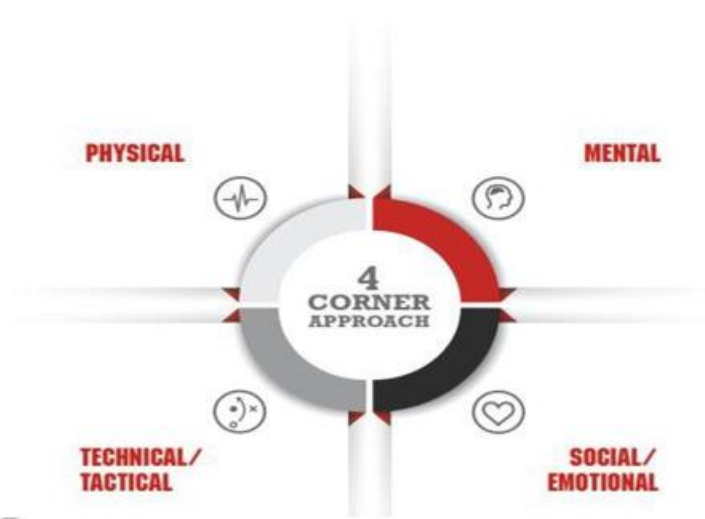 PHYSICAL
MENTAL
4
CORNER
APPROACH
TECHNICAL/
TACTICAL
SOCIAL/
EMOTIONAL